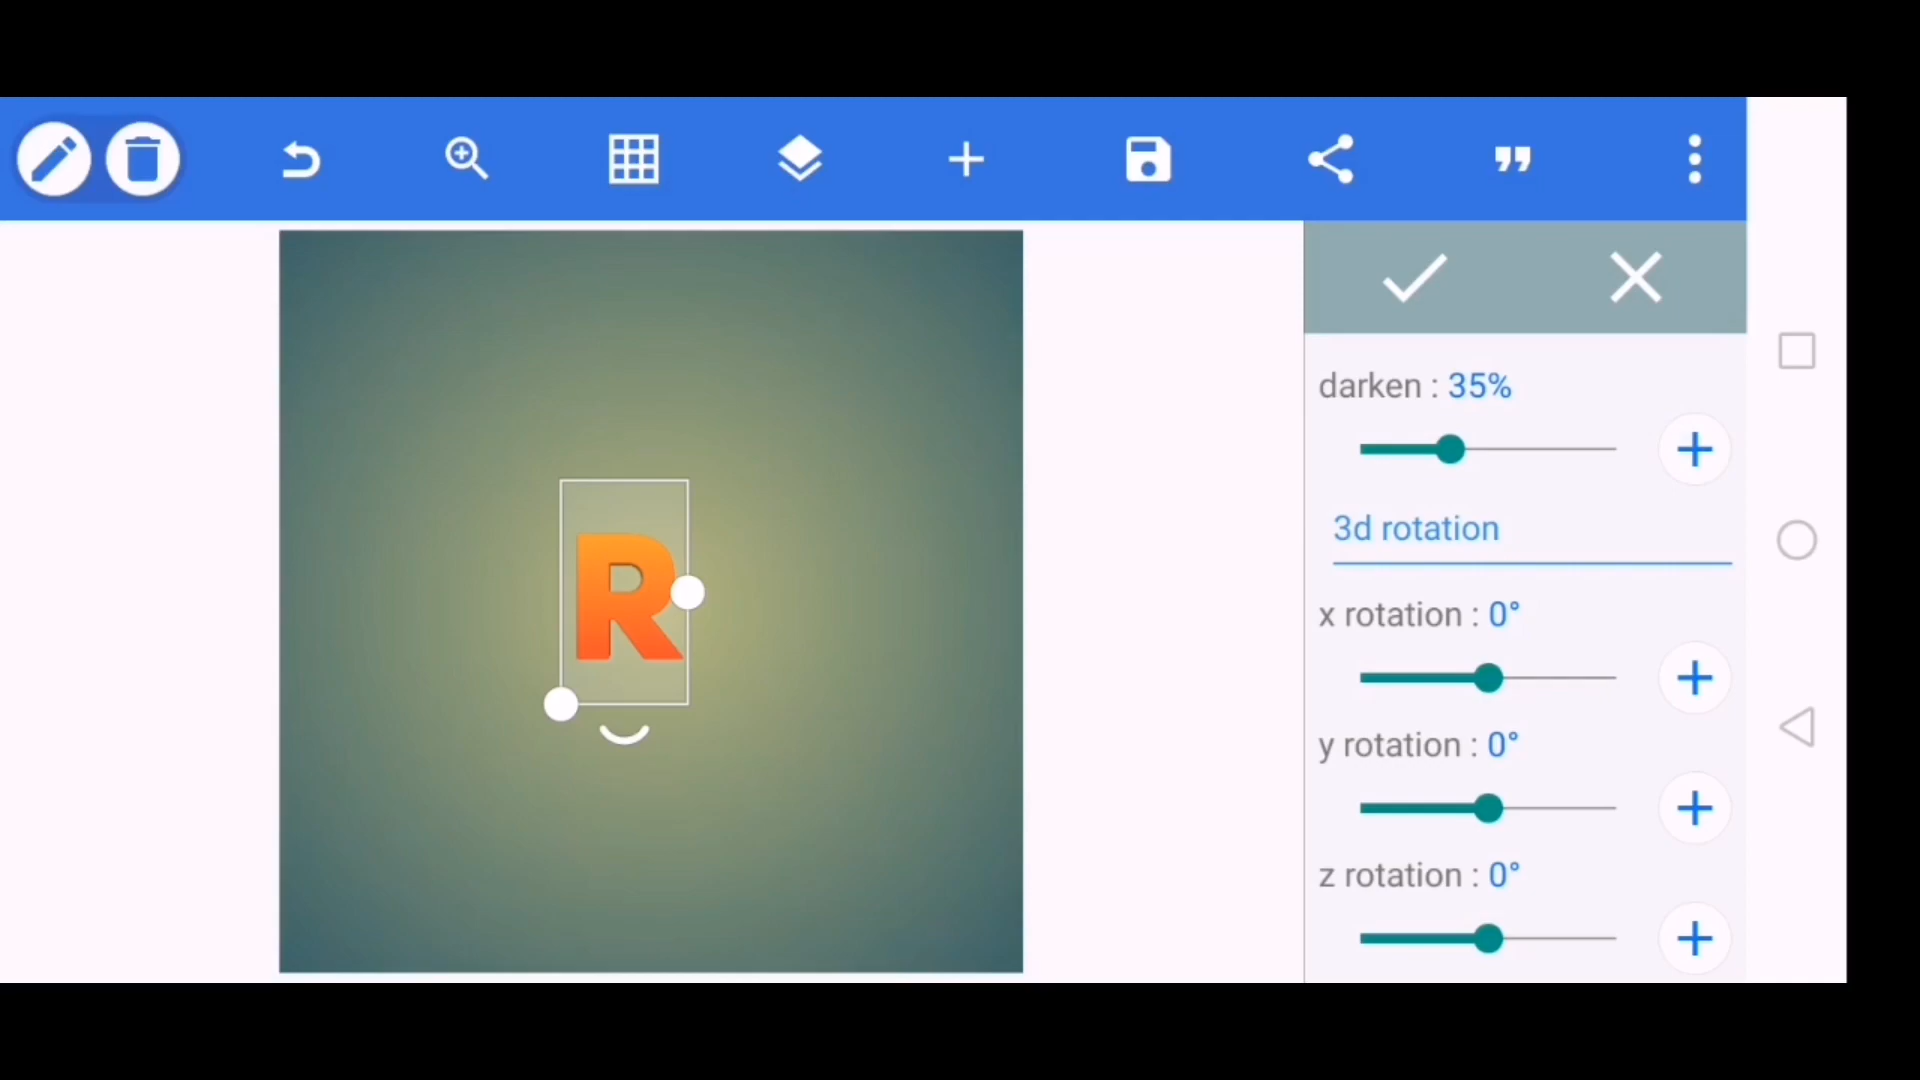 R
darken : 35%
3d rotation
x rotation : 0°
y rotation : 0°
z rotation : 0°